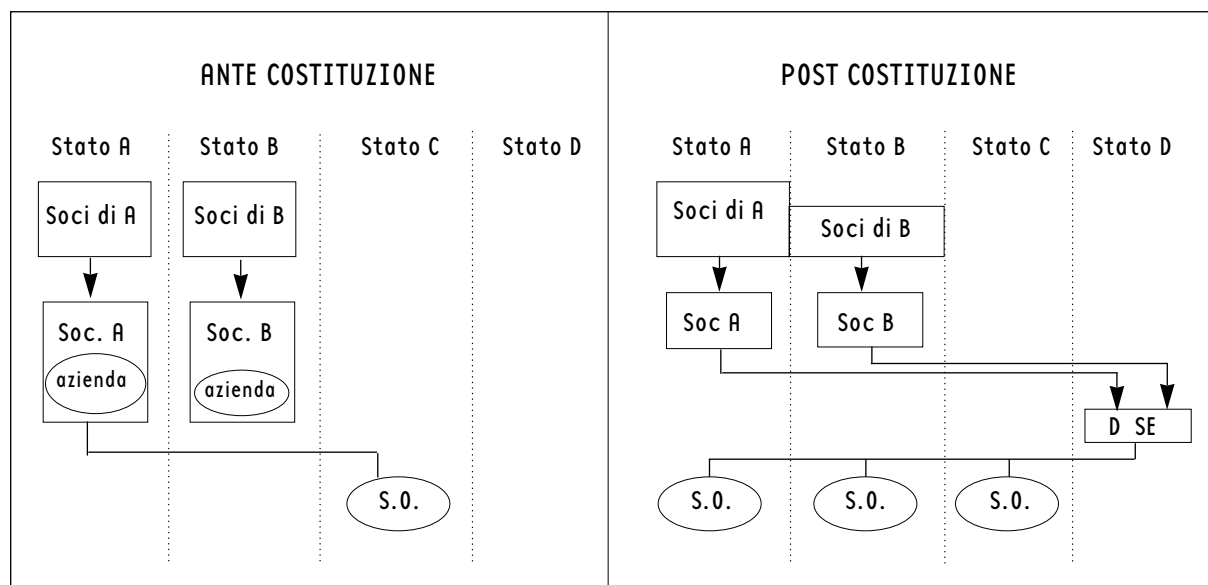 ANTE COSTITUZIONE
Stato A Stato B Stato C Stato D
Soci di A Soci di B
Soc. A Soc. B
azienda azienda
S.O.
POST COSTITUZIONE
Stato A Stato B Stato C Stato D
Soci di A
Soci di B
Soc A Soc B
D SE
S.O. S.O. S.O.